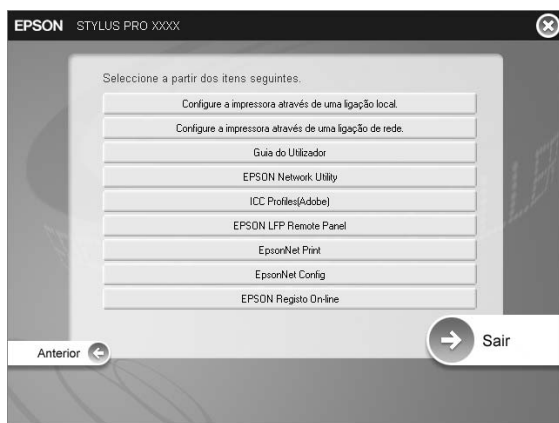 EPSON STYLUS PRO XXXX
Seleccione a partir dos itens seguintes.
Configure a impressora através de uma ligação local.
Configure a impressora através de uma ligação de rede.
Guia do Utilizador
EPSON Network Utility
ICC Profiles(Adobe)
EPSON LFP Remote Panel
EpsonNet Print
EpsonNet Config
EPSON Registo On-line
Anterior
Sair